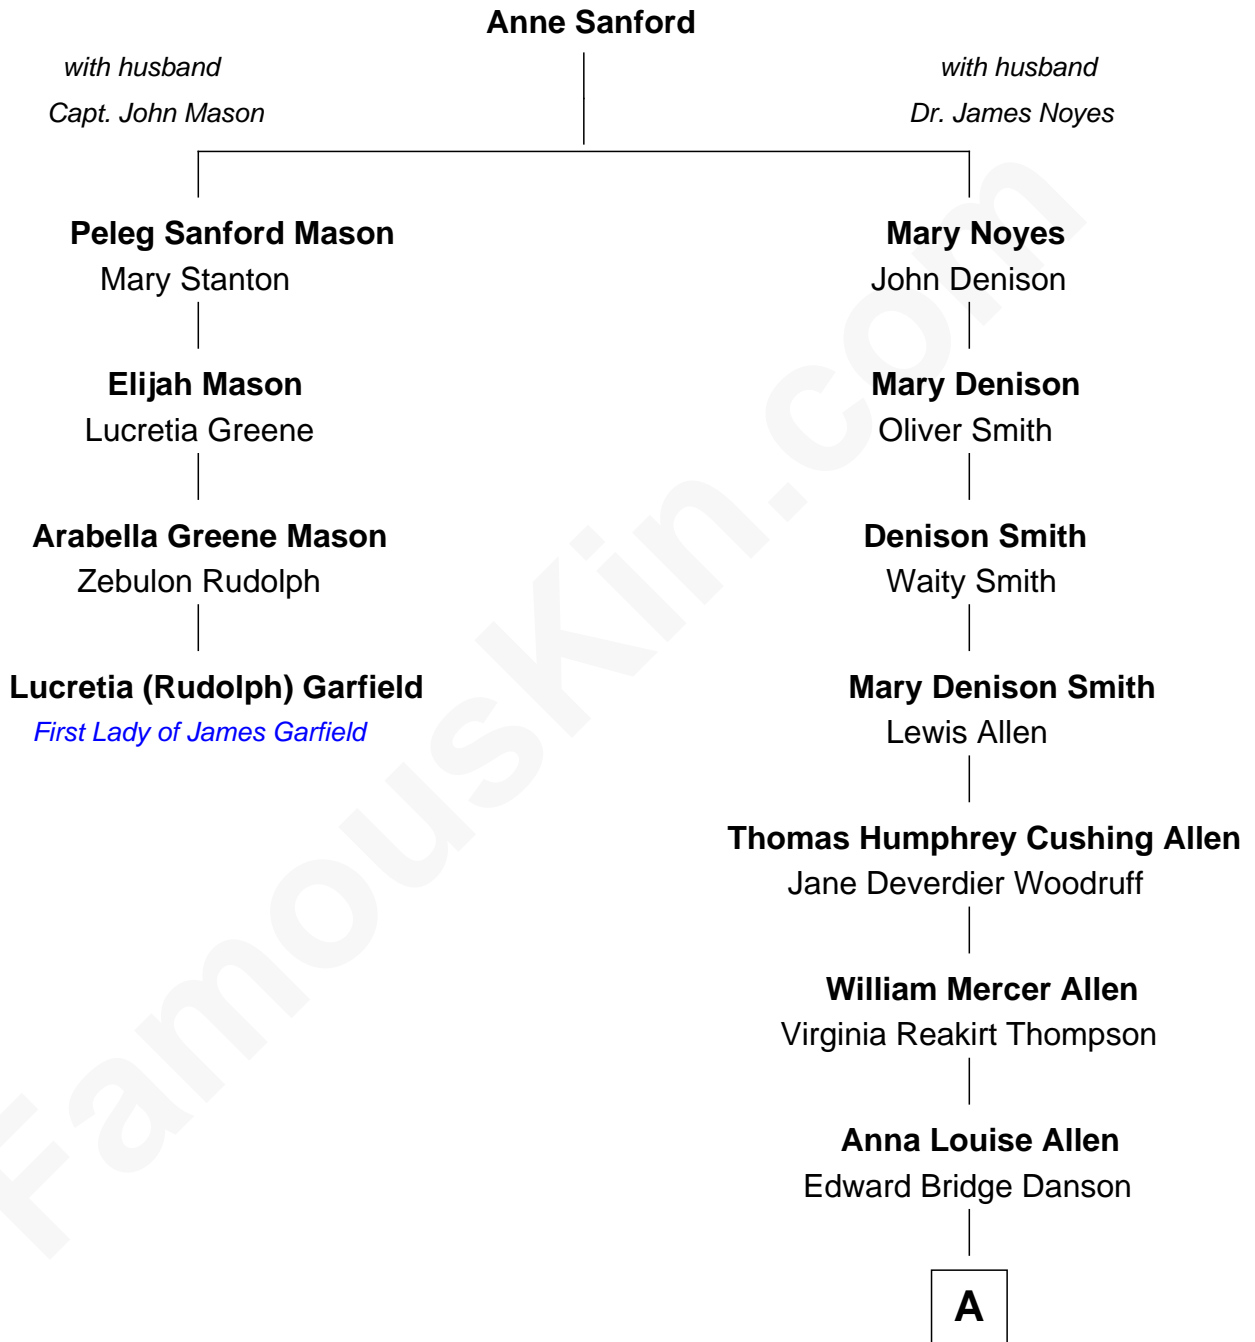 Anne Sanford
with husband
Capt. John Mason
with husband
Dr. James Noyes
Peleg Sanford Mason
Mary Stanton
Mary Noyes
John Denison
Elijah Mason
Lucretia Greene
Mary Denison
Oliver Smith
Arabella Greene Mason
Zebulon Rudolph
Denison Smith
Waity Smith
Lucretia (Rudolph) Garfield
First Lady of James Garfield
Mary Denison Smith
Lewis Allen
Thomas Humphrey Cushing Allen
Jane Deverdier Woodruff
William Mercer Allen
Virginia Reakirt Thompson
Anna Louise Allen
Edward Bridge Danson
A
FamousKin.com